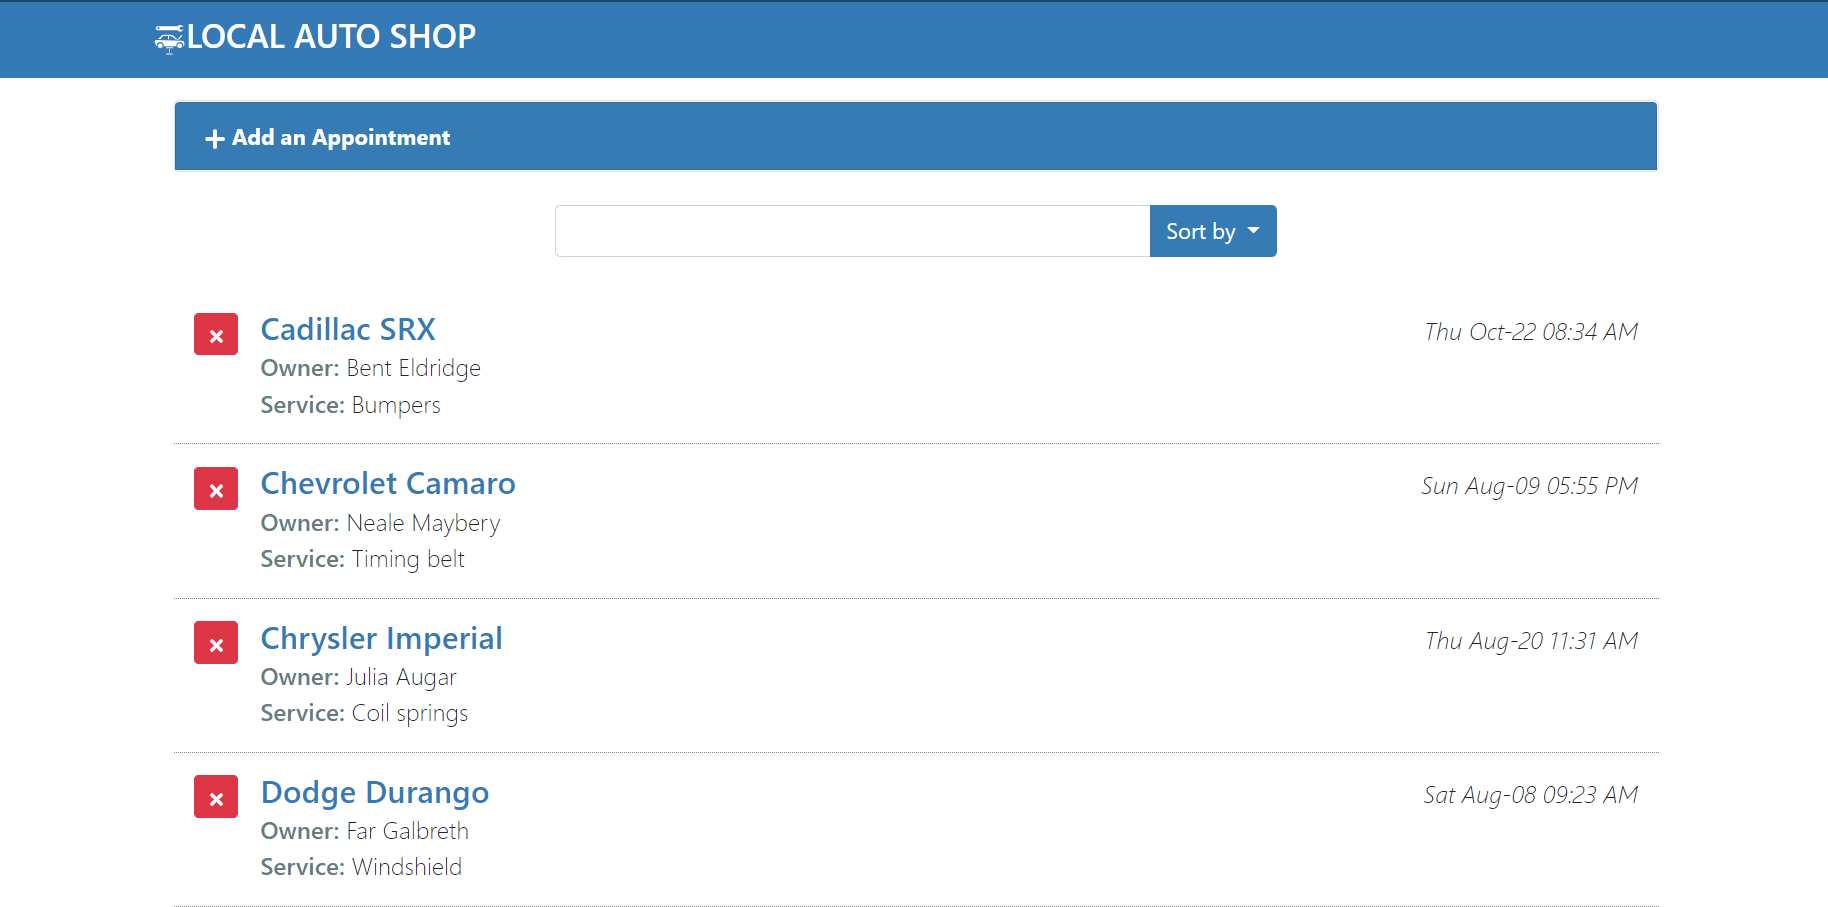 LOCAL AUTO SHOP
Add an Appointment
Sort by
Cadillac SRX
Thu Oct-22 08:34 AM
Owner: Bent Eldridge
Service: Bumpers
Chevrolet Camaro
Sun Aug-09 05:55 PM
Owner: Neale Maybery
Service: Timing belt
Chrysler Imperial
Thu Aug-20 11:31 AM
Owner: Julia Augar
Service: Coil springs
Dodge Durango
Sat Aug-08 09:23 AM
Owner: Far Galbreth
Service: Windshield